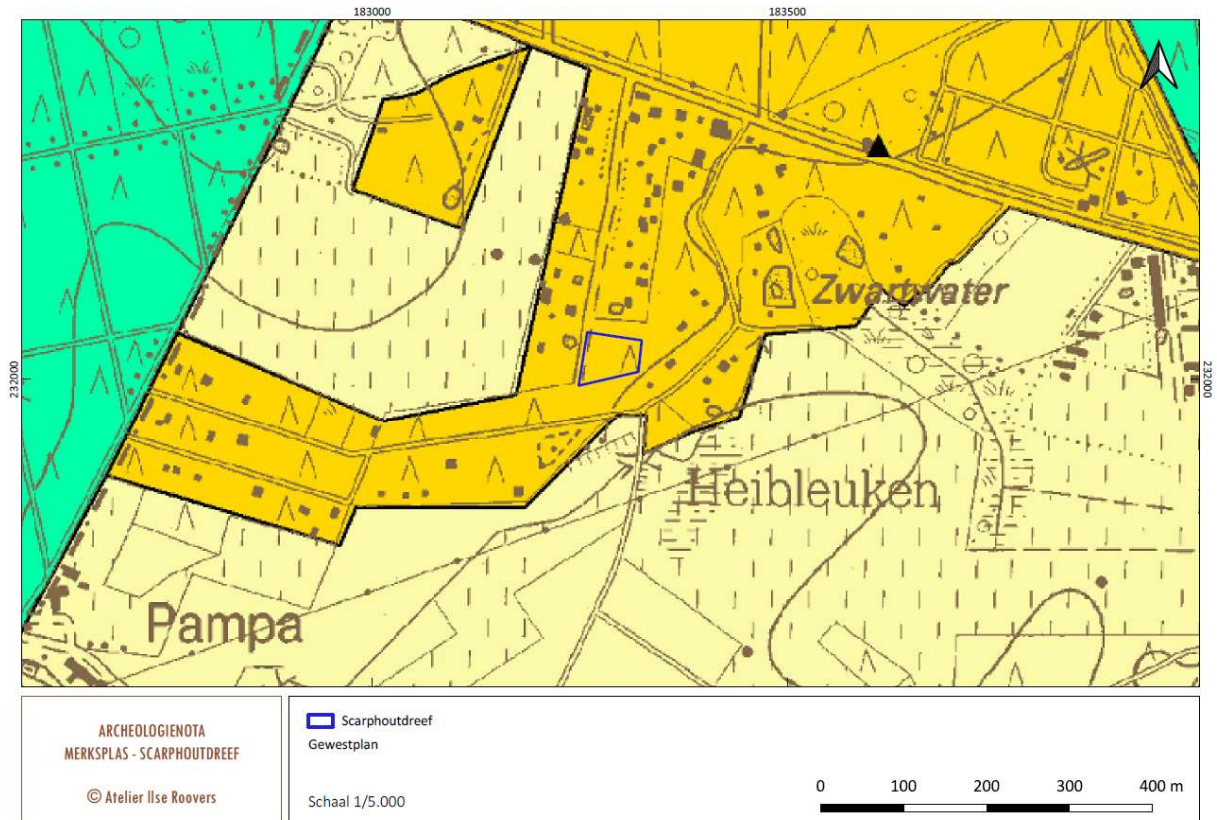 183000
183500
Zwartwater
232000
232000
Heibleuken
Pampa
ARCHEOLOGIENOTA
MERKSPLAS - SCARPHOUTDREEF
© Atelier Ilse Roovers
Scarphoutdreef
Gewestplan
Schaal 1/5.000
0 100 200 300 400 m